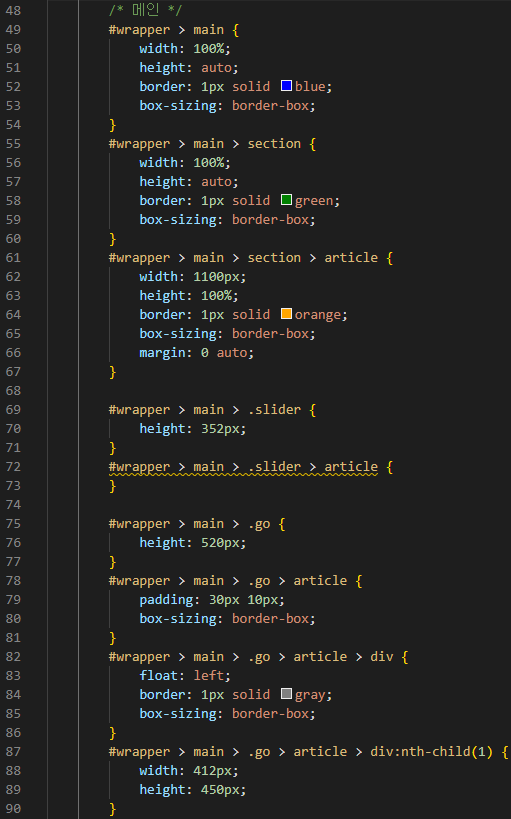 48 /* 메인 */
49 #wrapper > main {
50 width: 100%;
51 height: auto;
52 border: 1px solid blue;
53 box-sizing: border-box;
54 }
55 #wrapper > main > section {
56 width: 100%;
57 height: auto;
58 border: 1px solid green;
59 box-sizing: border-box;
60 }
61 #wrapper > main > section > article {
62 width: 1100px;
63 height: 100%;
64 border: 1px solid orange;
65 box-sizing: border-box;
66 margin: 0 auto;
67 }
68
69 #wrapper > main > .slider {
70 height: 352px;
71 }
72 #wrapper > main > .slider > article {
73 }
74
75 #wrapper > main > .go {
76 height: 520px;
77 }
78 #wrapper > main > .go > article {
79 padding: 30px 10px;
80 box-sizing: border-box;
81 }
82 #wrapper > main > .go > article > div {
83 float: left;
84 border: 1px solid gray;
85 box-sizing: border-box;
86 }
87 #wrapper > main > .go > article > div:nth-child(1) {
88 width: 412px;
89 height: 450px;
90 }